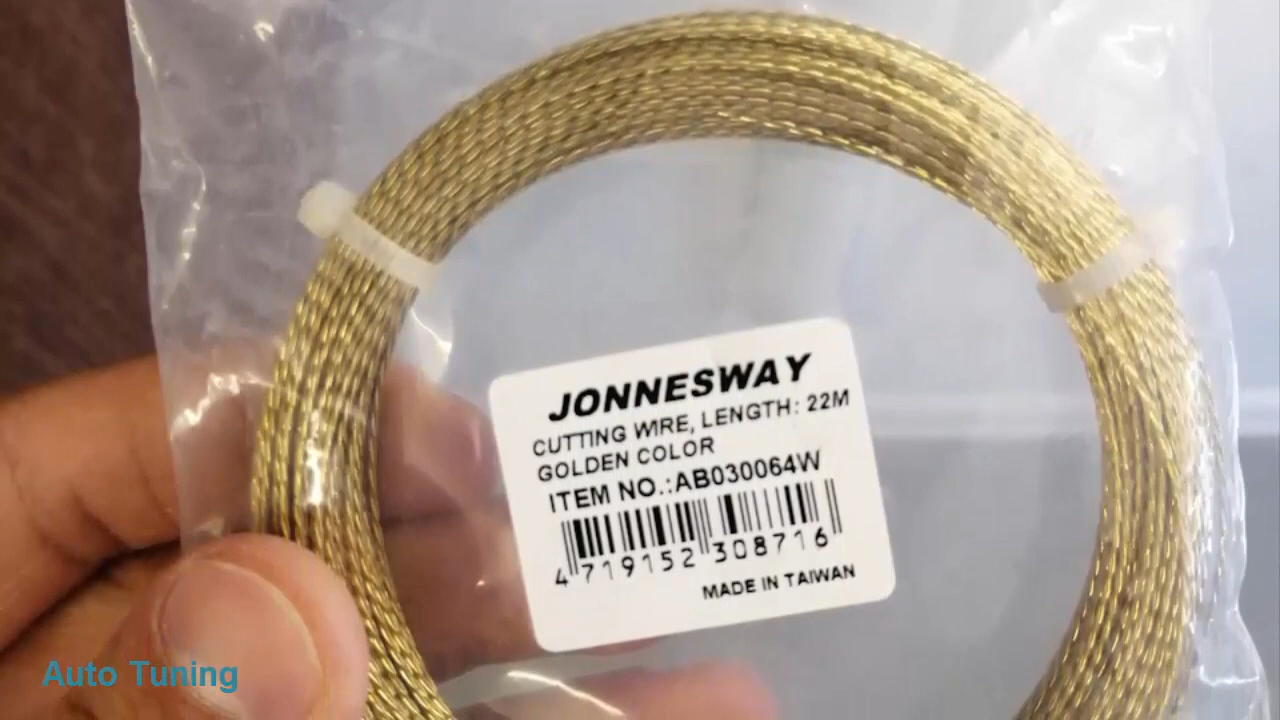 JONNESWAY
CUTTING WIRE, LENGTH: 22M
GOLDEN COLOR
ITEM NO.:AB030064W
4 719152 308716
MADE IN TAIWAN
Auto Tuning